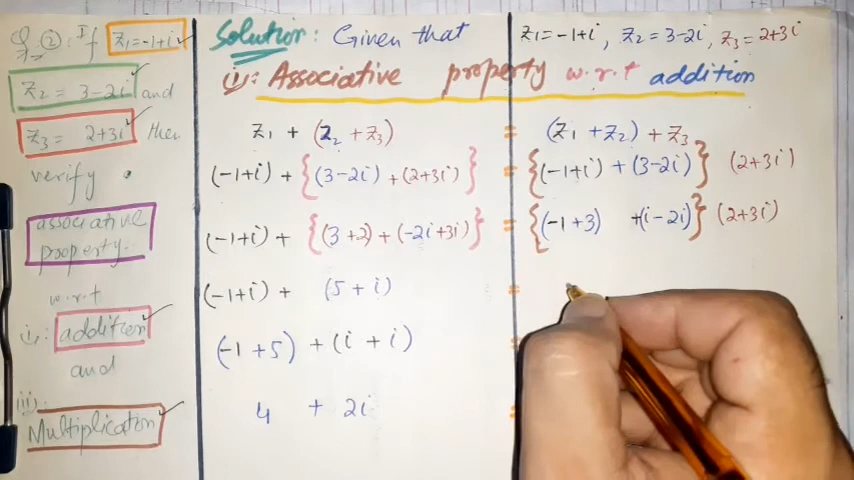 Q ②: If z₁=-1+i
z₂ = 3-2i and
z₃ = 2+3i then
verify
associative
property.
w.r.t
i,: addition
and
iii)
Multiplication
Solution: Given that z₁=-1+i, z₂=3-2i, z₃=2+3i
i): Associative property w.r.t addition
z₁ + (z₂ + z₃) = (z₁ + z₂) + z₃
(-1+i) + {(3-2i) + (2+3i)} = {(-1+i) + (3-2i)} (2+3i)
(-1+i) + {(3+2) + (-2i+3i)} = {(-1+3) +(i-2i)} (2+3i)
(-1+i) + (5+i) =
(-1+5) + (i + i) =
4 + 2i =